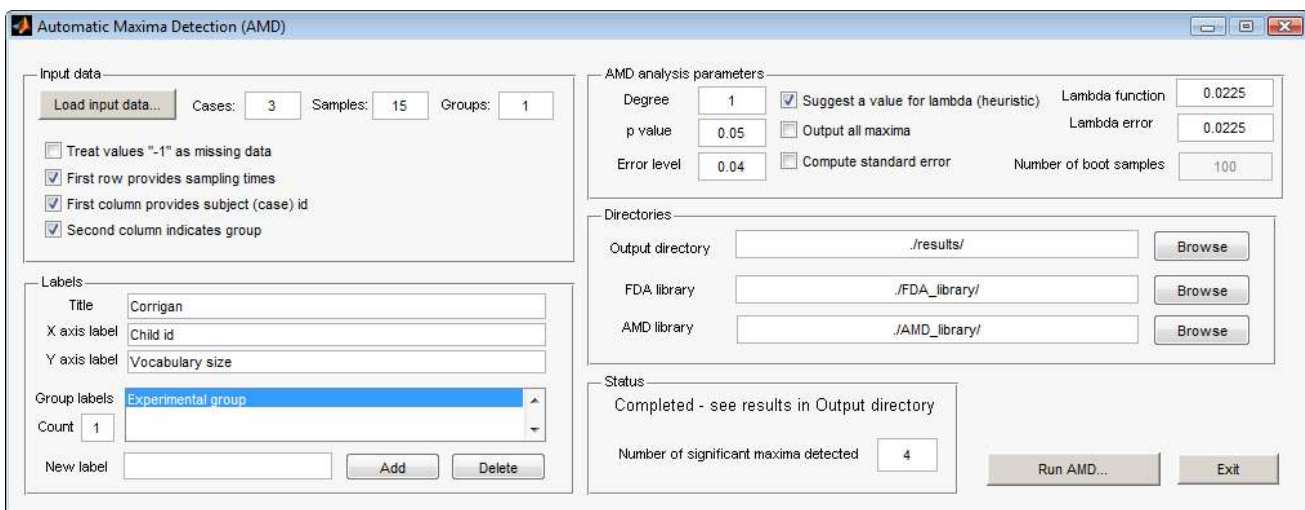 Automatic Maxima Detection (AMD)
Input data
Load input data... Cases: 3 Samples: 15 Groups: 1
Treat values "-1" as missing data
First row provides sampling times
First column provides subject (case) id
Second column indicates group
Labels
Title Corrigan
X axis label Child id
Y axis label Vocabulary size
Group labels Experimental group
Count 1
New label Add Delete
AMD analysis parameters
Degree 1 Suggest a value for lambda (heuristic) Lambda function 0.0225
p value 0.05 Output all maxima Lambda error 0.0225
Error level 0.04 Compute standard error Number of boot samples 100
Directories
Output directory ./results/ Browse
FDA library ./FDA_library/ Browse
AMD library ./AMD_library/ Browse
Status
Completed - see results in Output directory
Number of significant maxima detected 4
Run AMD... Exit